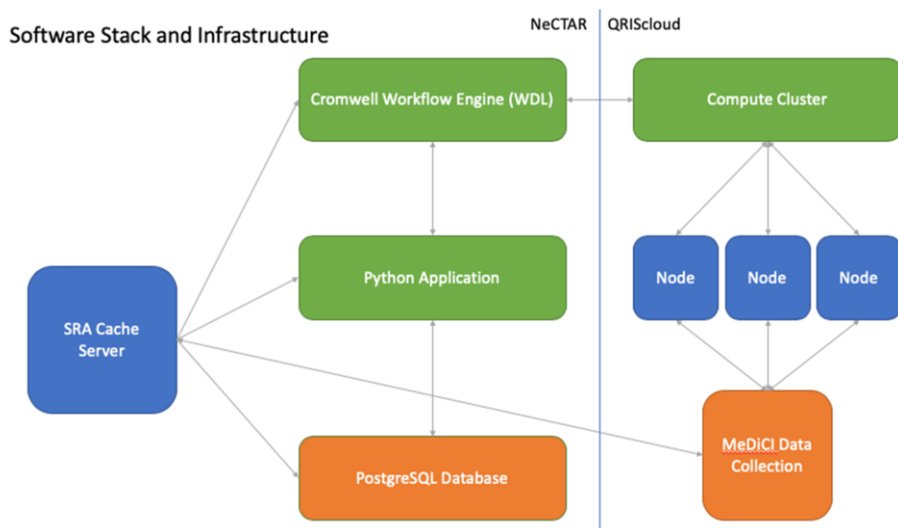 Software Stack and Infrastructure
NeCTAR
QRIScloud
Cromwell Workflow Engine (WDL)
Compute Cluster
Python Application
Node
Node
Node
SRA Cache
Server
PostgreSQL Database
MeDiCI Data
Collection